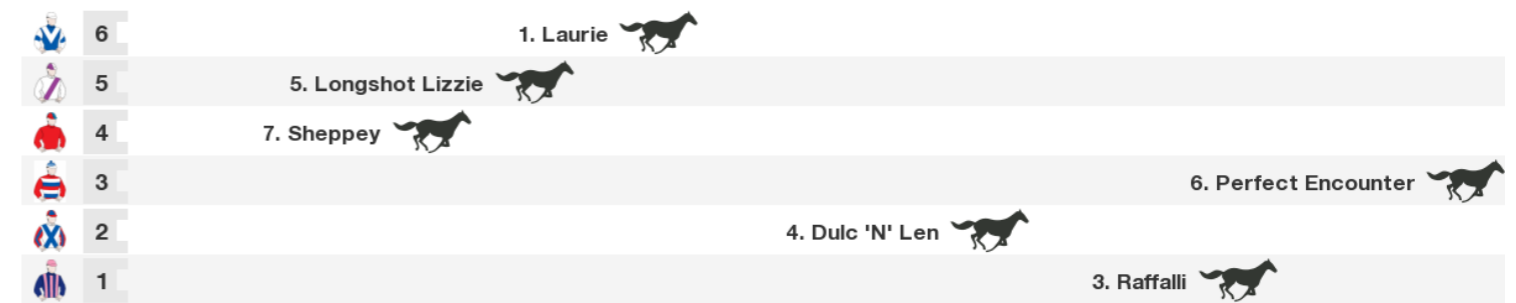 6 1. Laurie
5 5. Longshot Lizzie
4 7. Sheppey
3 6. Perfect Encounter
2 4. Dulc 'N' Len
1 3. Raffalli